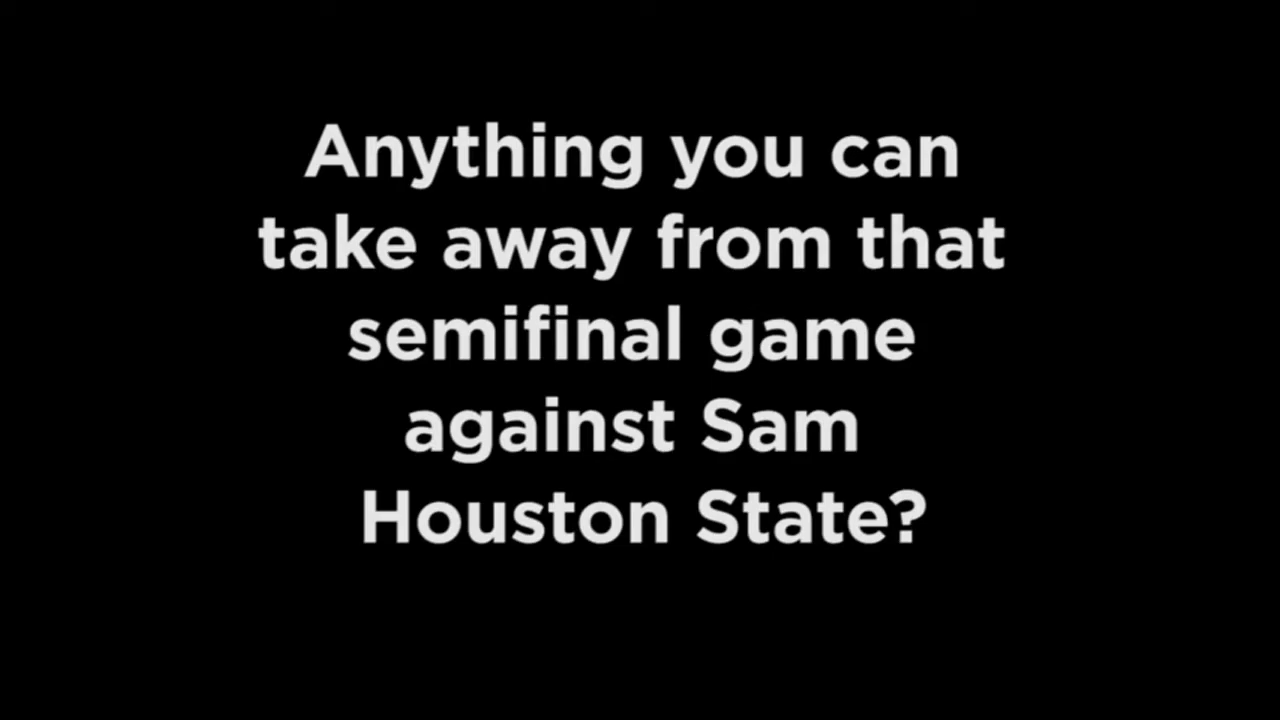 Anything you can
take away from that
semifinal game
against Sam
Houston State?